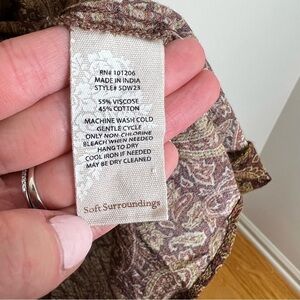 RN# 101206
MADE IN INDIA
STYLE# 5DW23
55% VISCOSE
45% COTTON
MACHINE WASH COLD
GENTLE CYCLE
ONLY NON-CHLORINE
BLEACH WHEN NEEDED
HANG TO DRY
COOL IRON IF NEEDED
MAY BE DRY CLEANED
Soft Surroundings